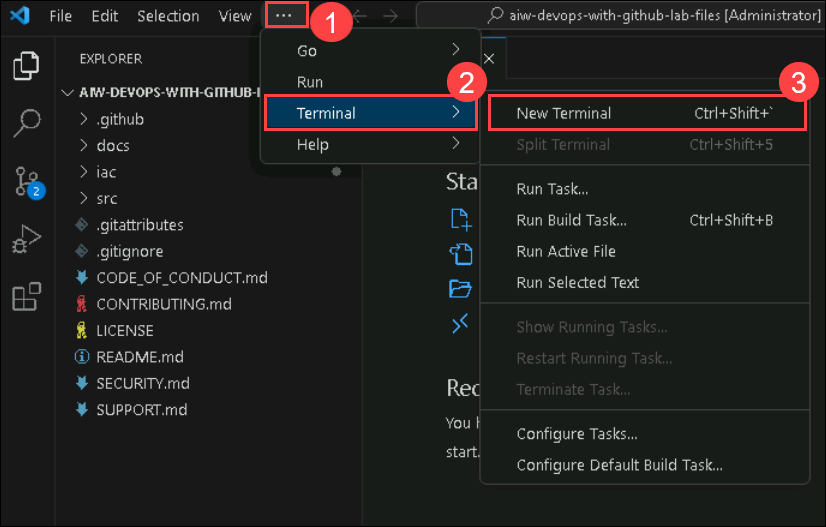 File Edit Selection View ... 1 aiw-devops-with-github-lab-files [Administrator]
EXPLORER
AIW-DEVOPS-WITH-GITHUB-
.github
docs
iac
src
.gitattributes
.gitignore
CODE_OF_CONDUCT.md
CONTRIBUTING.md
LICENSE
README.md
SECURITY.md
SUPPORT.md
2
Go
Run
2
Terminal
Help
3
New Terminal Ctrl+Shift+`
Split Terminal Ctrl+Shift+5
Run Task...
Run Build Task... Ctrl+Shift+B
Run Active File
Run Selected Text
Show Running Tasks...
Restart Running Task...
Terminate Task...
Configure Tasks...
Configure Default Build Task...
Sta
Rec
You h
start.